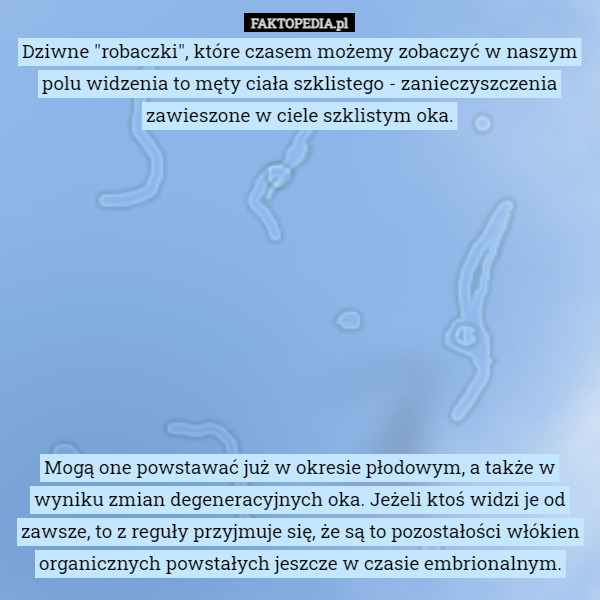 FAKTOPEDIA.pl
Dziwne "robaczki", które czasem możemy zobaczyć w naszym
polu widzenia to męty ciała szklistego - zanieczyszczenia
zawieszone w ciele szklistym oka.
Mogą one powstawać już w okresie płodowym, a także w
wyniku zmian degeneracyjnych oka. Jeżeli ktoś widzi je od
zawsze, to z reguły przyjmuje się, że są to pozostałości włókien
organicznych powstałych jeszcze w czasie embrionalnym.